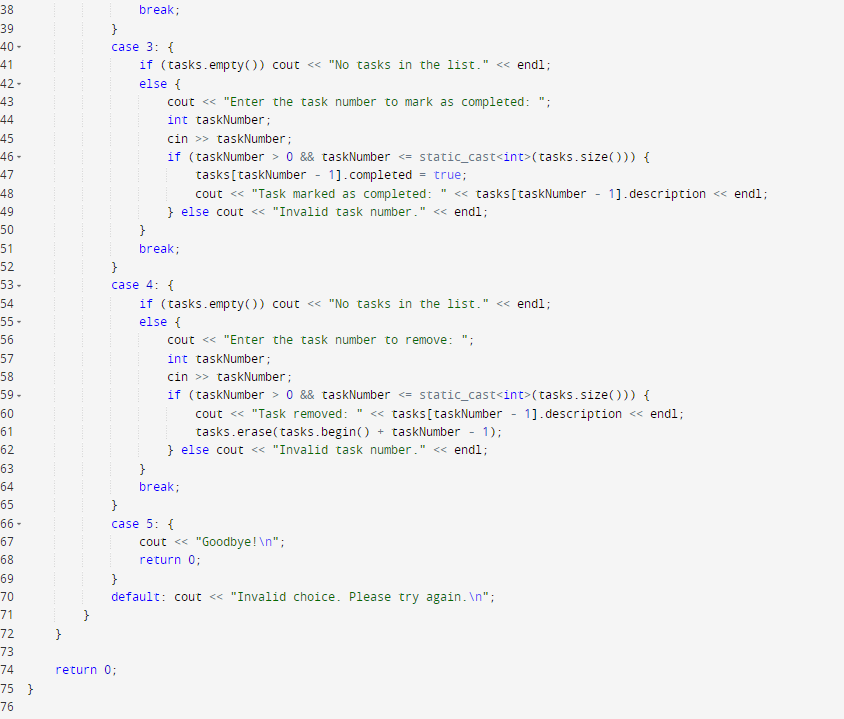 38 break;
39 }
40 case 3: {
41 if (tasks.empty()) cout << "No tasks in the list." << endl;
42 else {
43 cout << "Enter the task number to mark as completed: ";
44 int taskNumber;
45 cin >> taskNumber;
46 if (taskNumber > 0 && taskNumber <= static_cast<int>(tasks.size())) {
47 tasks[taskNumber - 1].completed = true;
48 cout << "Task marked as completed: " << tasks[taskNumber - 1].description << endl;
49 } else cout << "Invalid task number." << endl;
50 }
51 break;
52 }
53 case 4: {
54 if (tasks.empty()) cout << "No tasks in the list." << endl;
55 else {
56 cout << "Enter the task number to remove: ";
57 int taskNumber;
58 cin >> taskNumber;
59 if (taskNumber > 0 && taskNumber <= static_cast<int>(tasks.size())) {
60 cout << "Task removed: " << tasks[taskNumber - 1].description << endl;
61 tasks.erase(tasks.begin() + taskNumber - 1);
62 } else cout << "Invalid task number." << endl;
63 }
64 break;
65 }
66 case 5: {
67 cout << "Goodbye!\n";
68 return 0;
69 }
70 default: cout << "Invalid choice. Please try again.\n";
71 }
72 }
73
74 return 0;
75 }
76